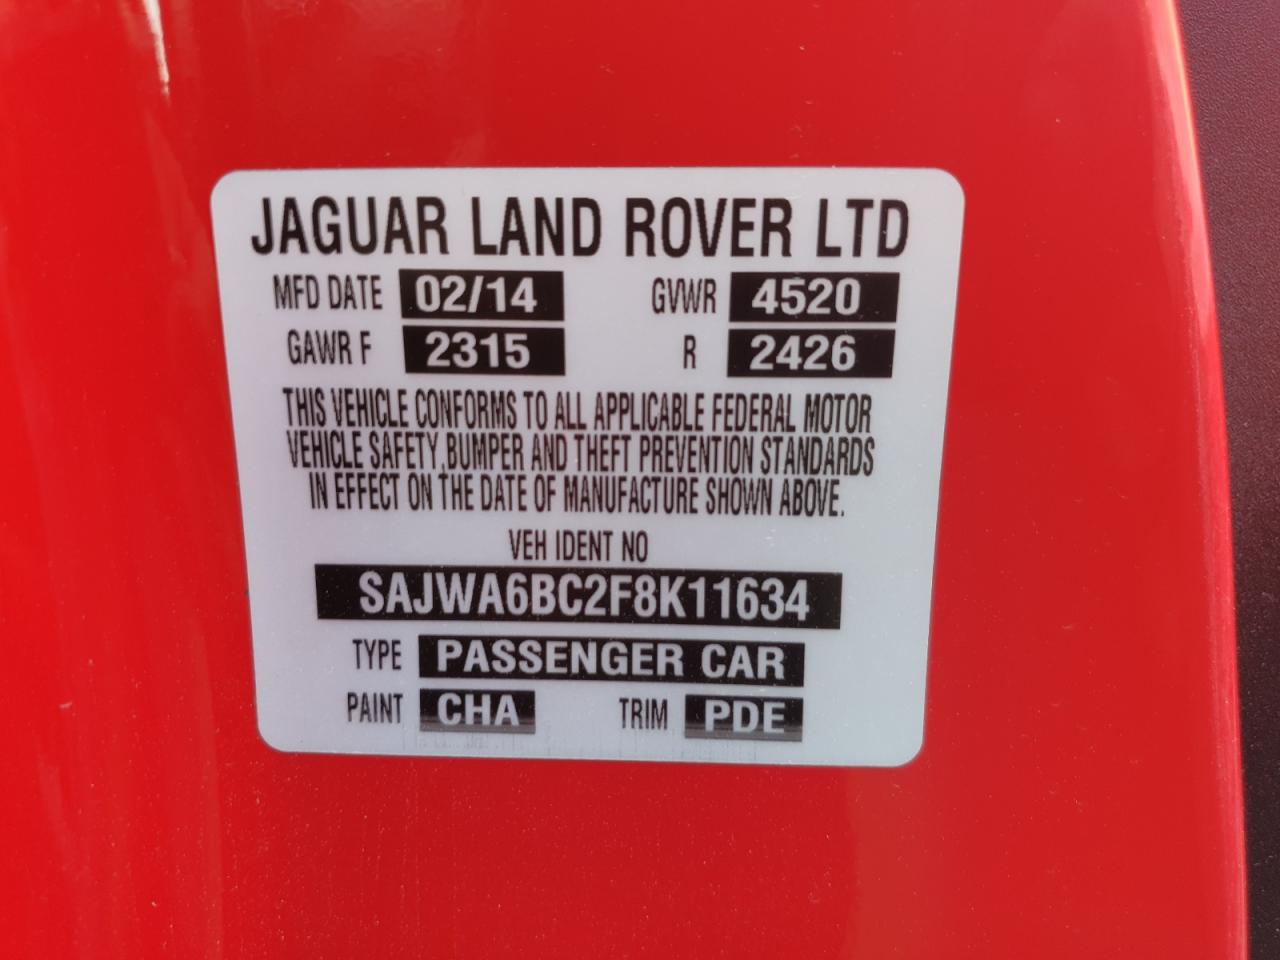 JAGUAR LAND ROVER LTD
MFD DATE 02/14 GVWR 4520
GAWR F 2315 R 2426
THIS VEHICLE CONFORMS TO ALL APPLICABLE FEDERAL MOTOR
VEHICLE SAFETY,BUMPER AND THEFT PREVENTION STANDARDS
IN EFFECT ON THE DATE OF MANUFACTURE SHOWN ABOVE.
VEH IDENT NO
SAJWA6BC2F8K11634
TYPE PASSENGER CAR
PAINT CHA TRIM PDE